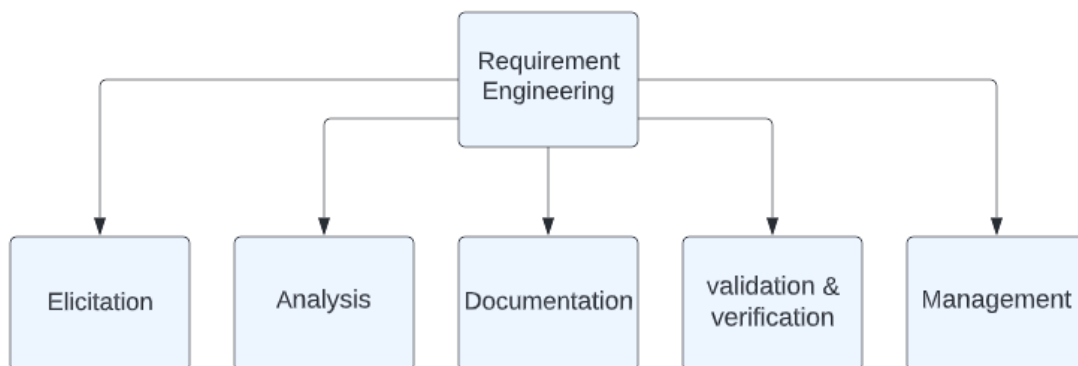 Requirement
Engineering
Elicitation
Analysis
Documentation
validation &
verification
Management